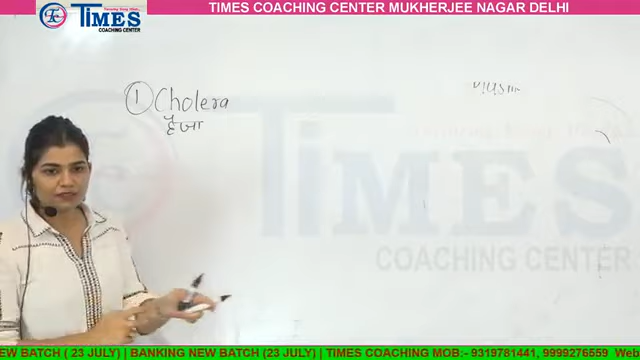 TIMES COACHING CENTER MUKHERJEE NAGAR DELHI
TIMES
COACHING CENTER
① Cholera
हैजा
TIMES
COACHING CENTER
EW BATCH ( 23 JULY) | BANKING NEW BATCH (23 JULY) | TIMES COACHING MOB:- 9319781441, 9999276559 Web